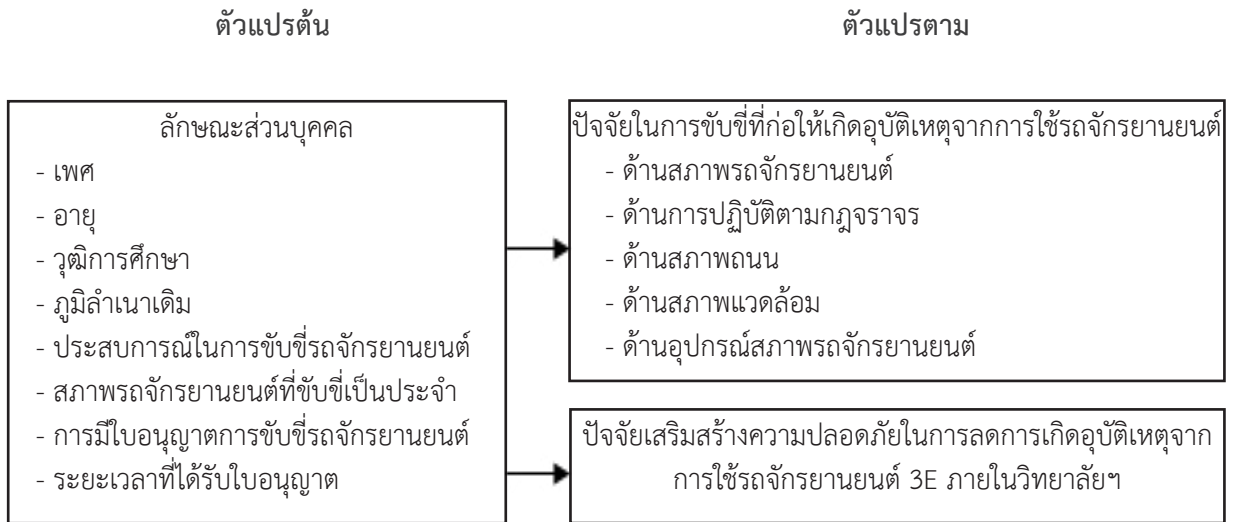 ตัวแปรต้น
ตัวแปรตาม
ลักษณะส่วนบุคคล
- เพศ
- อายุ
- วุฒิการศึกษา
- ภูมิลำเนาเดิม
- ประสบการณ์ในการขับขี่รถจักรยานยนต์
- สภาพรถจักรยานยนต์ที่ขับขี่เป็นประจำ
- การมีใบอนุญาตการขับขี่รถจักรยานยนต์
- ระยะเวลาที่ได้รับใบอนุญาต
ปัจจัยในการขับขี่ที่ก่อให้เกิดอุบัติเหตุจากการใช้รถจักรยานยนต์
- ด้านสภาพรถจักรยานยนต์
- ด้านการปฏิบัติตามกฎจราจร
- ด้านสภาพถนน
- ด้านสภาพแวดล้อม
- ด้านอุปกรณ์สภาพรถจักรยานยนต์
ปัจจัยเสริมสร้างความปลอดภัยในการลดการเกิดอุบัติเหตุจาก
การใช้รถจักรยานยนต์ 3E ภายในวิทยาลัยฯ